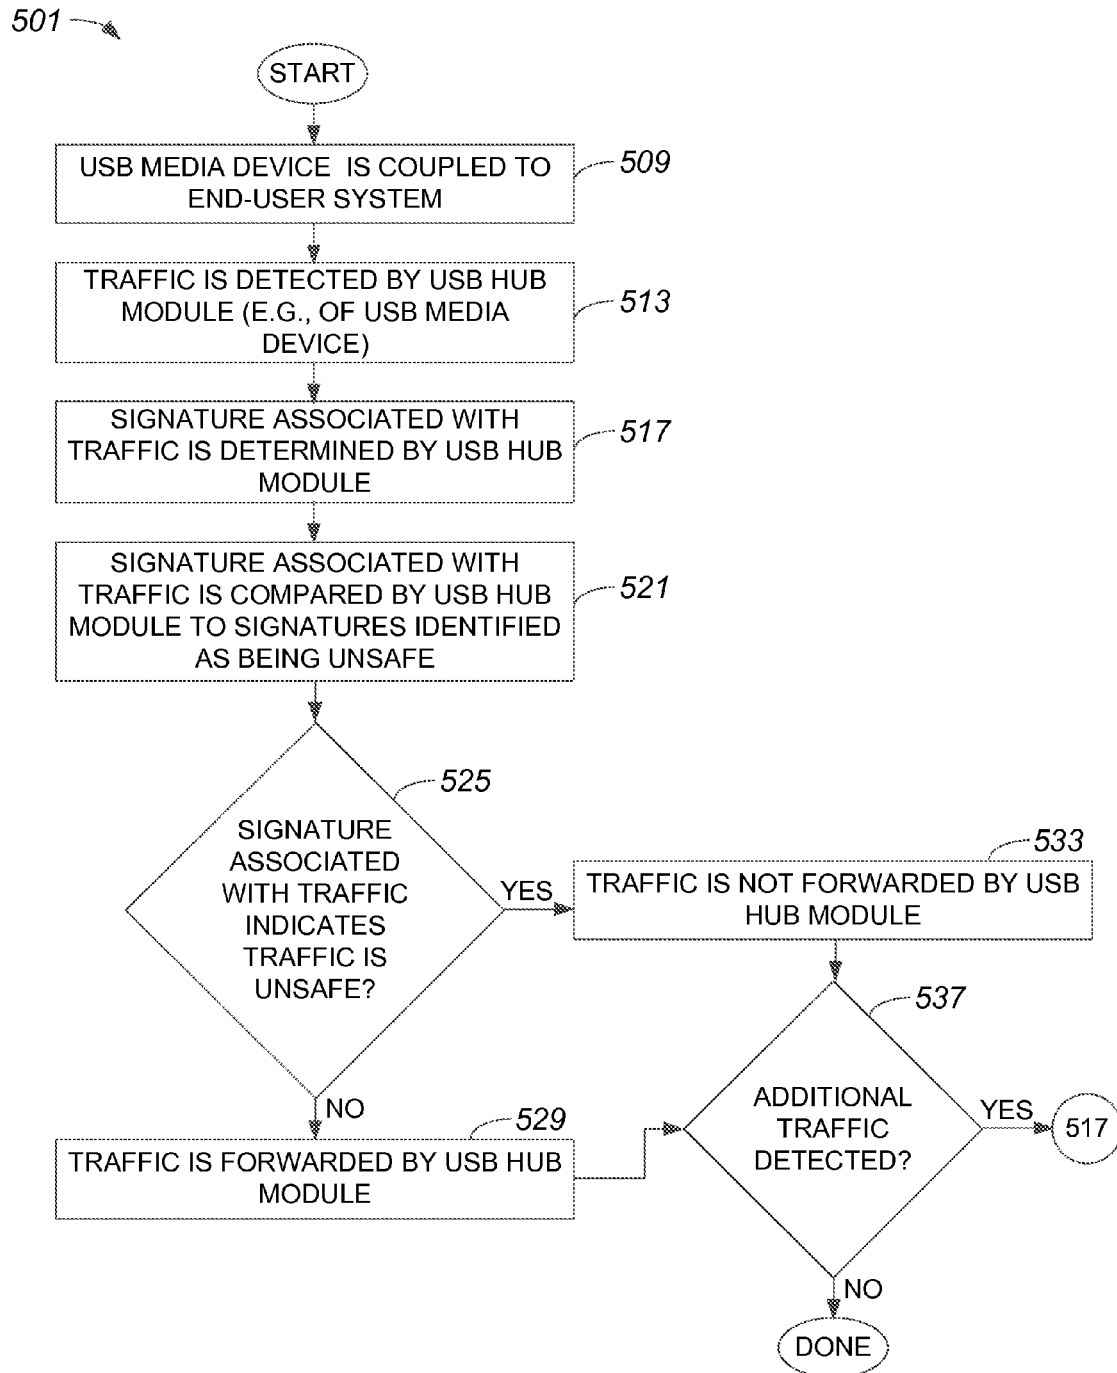 501
START
USB MEDIA DEVICE IS COUPLED TO
END-USER SYSTEM
509
TRAFFIC IS DETECTED BY USB HUB
MODULE (E.G., OF USB MEDIA
DEVICE)
513
SIGNATURE ASSOCIATED WITH
TRAFFIC IS DETERMINED BY USB HUB
MODULE
517
SIGNATURE ASSOCIATED WITH
TRAFFIC IS COMPARED BY USB HUB
MODULE TO SIGNATURES IDENTIFIED
AS BEING UNSAFE
521
525
SIGNATURE
ASSOCIATED
WITH TRAFFIC
INDICATES
TRAFFIC IS
UNSAFE?
YES
533
TRAFFIC IS NOT FORWARDED BY USB
HUB MODULE
NO
529
TRAFFIC IS FORWARDED BY USB HUB
MODULE
537
ADDITIONAL
TRAFFIC
DETECTED?
YES
517
NO
DONE